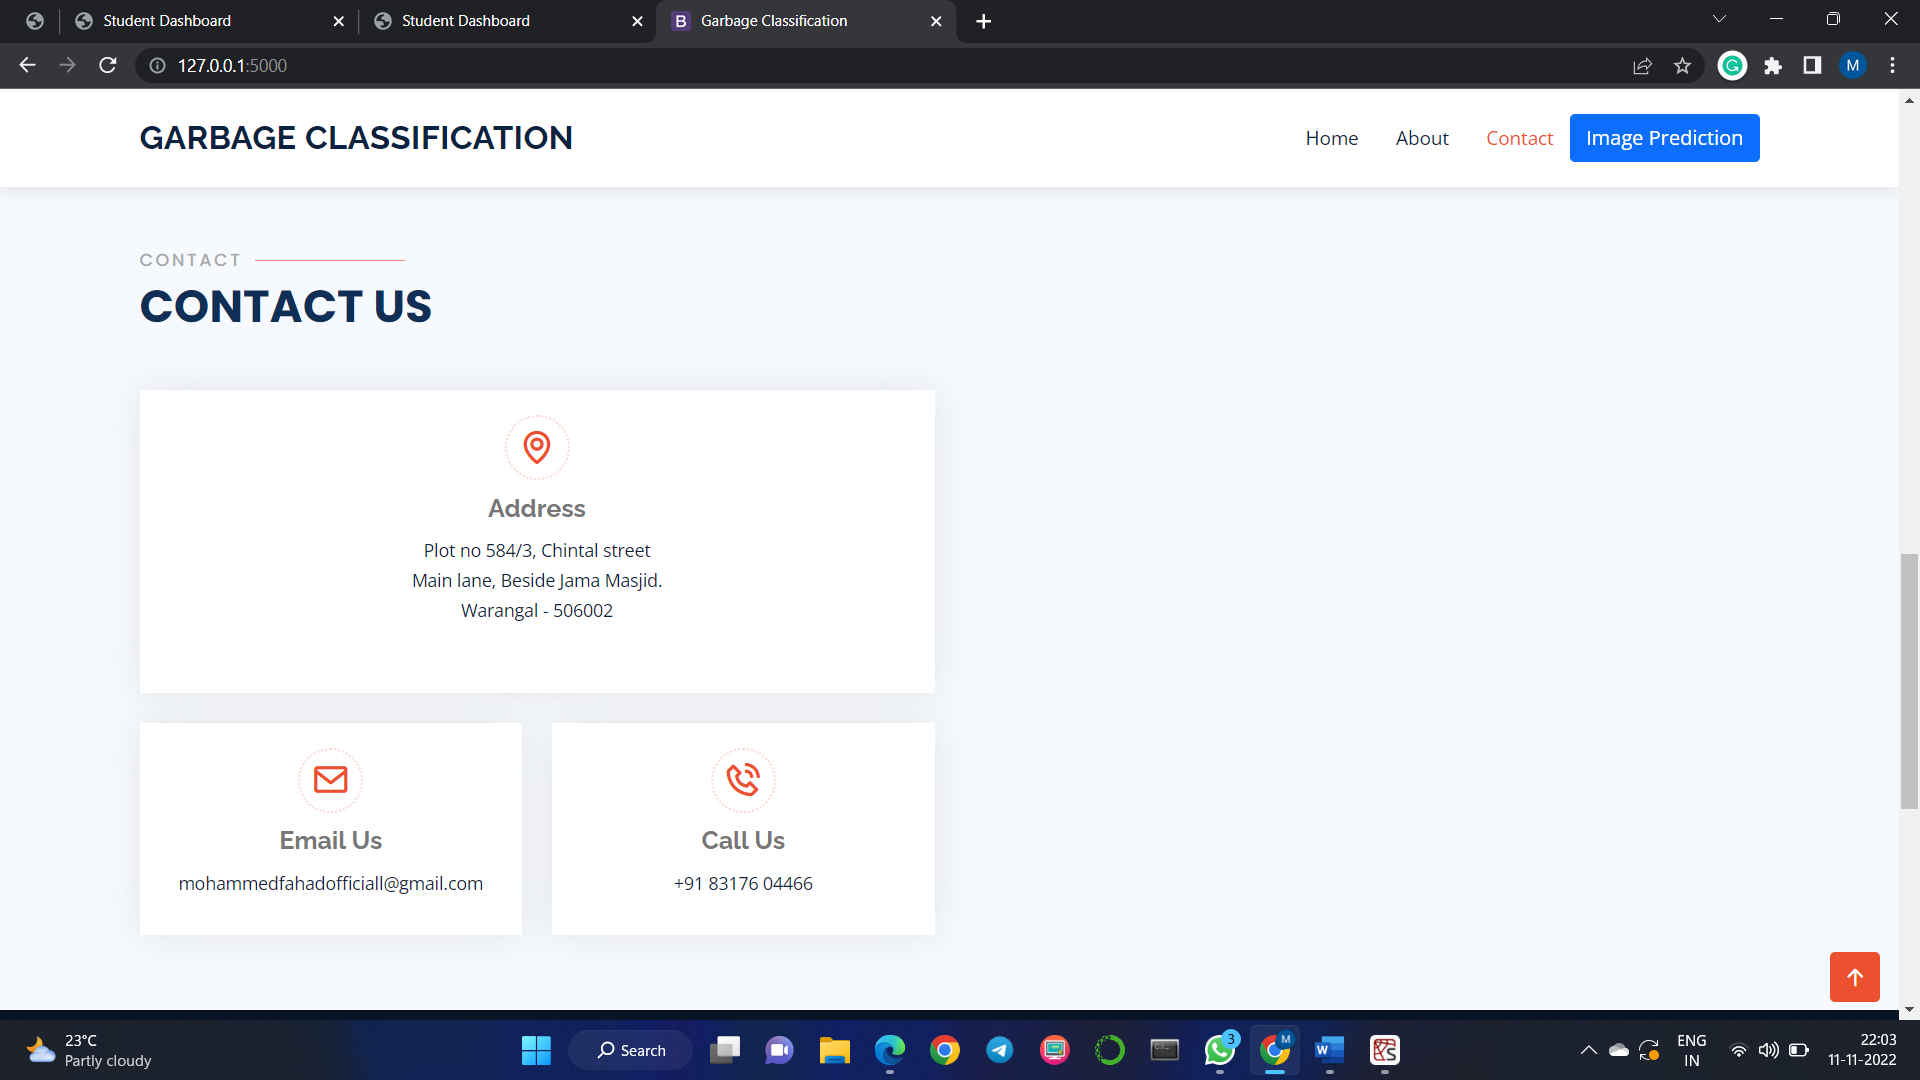 Student Dashboard
Student Dashboard
B Garbage Classification
127.0.0.1:5000
M
GARBAGE CLASSIFICATION
Home
About
Contact
Image Prediction
CONTACT
CONTACT US
Address
Plot no 584/3, Chintal street
Main lane, Beside Jama Masjid.
Warangal - 506002
Email Us
mohammedfahadofficiall@gmail.com
Call Us
+91 83176 04466
23°C
Partly cloudy
Search
3
M
W
ENG
IN
22:03
11-11-2022